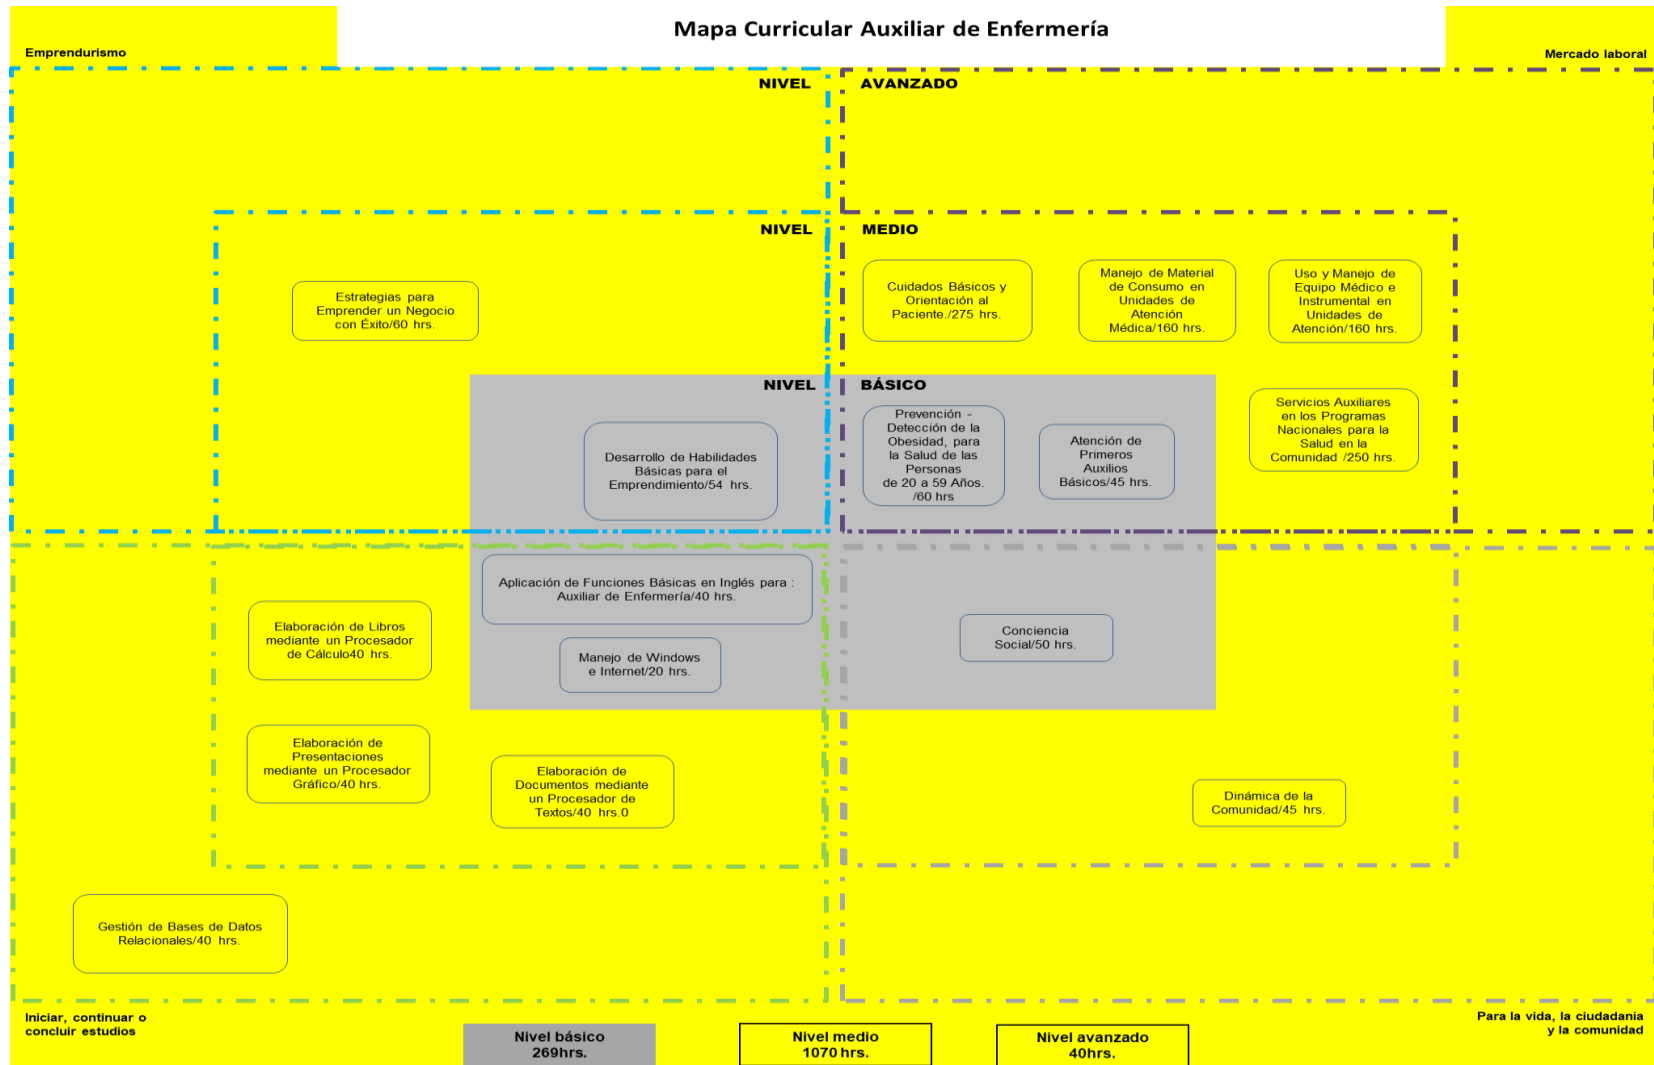 Mapa Curricular Auxiliar de Enfermería
Emprendurismo
Mercado laboral
NIVEL AVANZADO
NIVEL MEDIO
Estrategias para
Emprender un Negocio
con Éxito/60 hrs.
Cuidados Básicos y
Orientación al
Paciente./275 hrs.
Manejo de Material
de Consumo en
Unidades de
Atención
Médica/160 hrs.
Uso y Manejo de
Equipo Médico e
Instrumental en
Unidades de
Atención/160 hrs.
NIVEL BÁSICO
Desarrollo de Habilidades
Básicas para el
Emprendimiento/54 hrs.
Prevención -
Detección de la
Obesidad, para
la Salud de las
Personas
de 20 a 59 Años.
/60 hrs
Atención de
Primeros
Auxilios
Básicos/45 hrs.
Servicios Auxiliares
en los Programas
Nacionales para la
Salud en la
Comunidad /250 hrs.
Aplicación de Funciones Básicas en Inglés para :
Auxiliar de Enfermería/40 hrs.
Elaboración de Libros
mediante un Procesador
de Cálculo40 hrs.
Manejo de Windows
e Internet/20 hrs.
Conciencia
Social/50 hrs.
Elaboración de
Presentaciones
mediante un Procesador
Gráfico/40 hrs.
Elaboración de
Documentos mediante
un Procesador de
Textos/40 hrs.0
Dinámica de la
Comunidad/45 hrs.
Gestión de Bases de Datos
Relacionales/40 hrs.
Iniciar, continuar o
concluir estudios
Para la vida, la ciudadanía
y la comunidad
Nivel básico
269hrs.
Nivel medio
1070 hrs.
Nivel avanzado
40hrs.